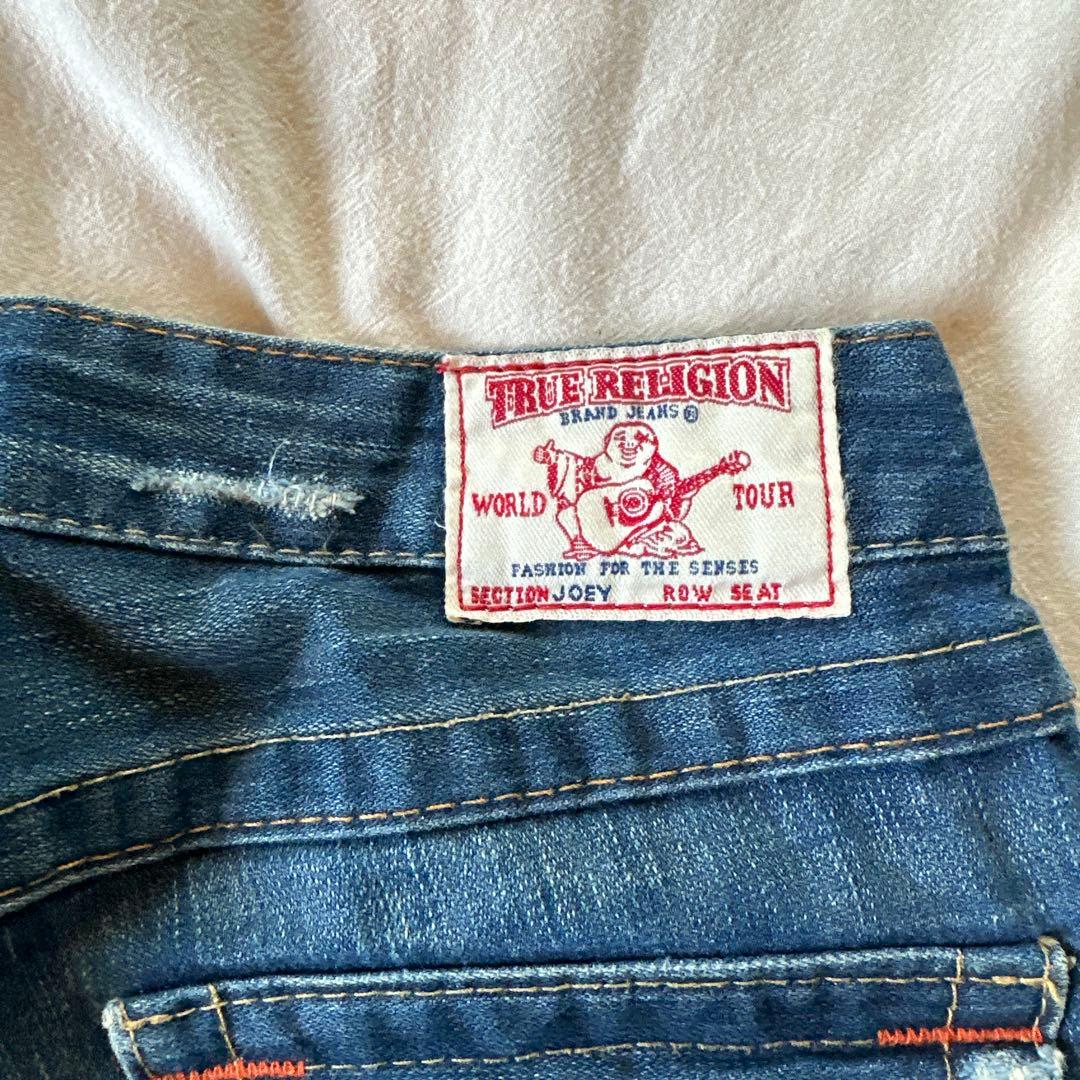 TRUE RELIGION
BRAND JEANS ®
WORLD TOUR
FASHION FOR THE SENSES
SECTION JOEY ROW SEAT